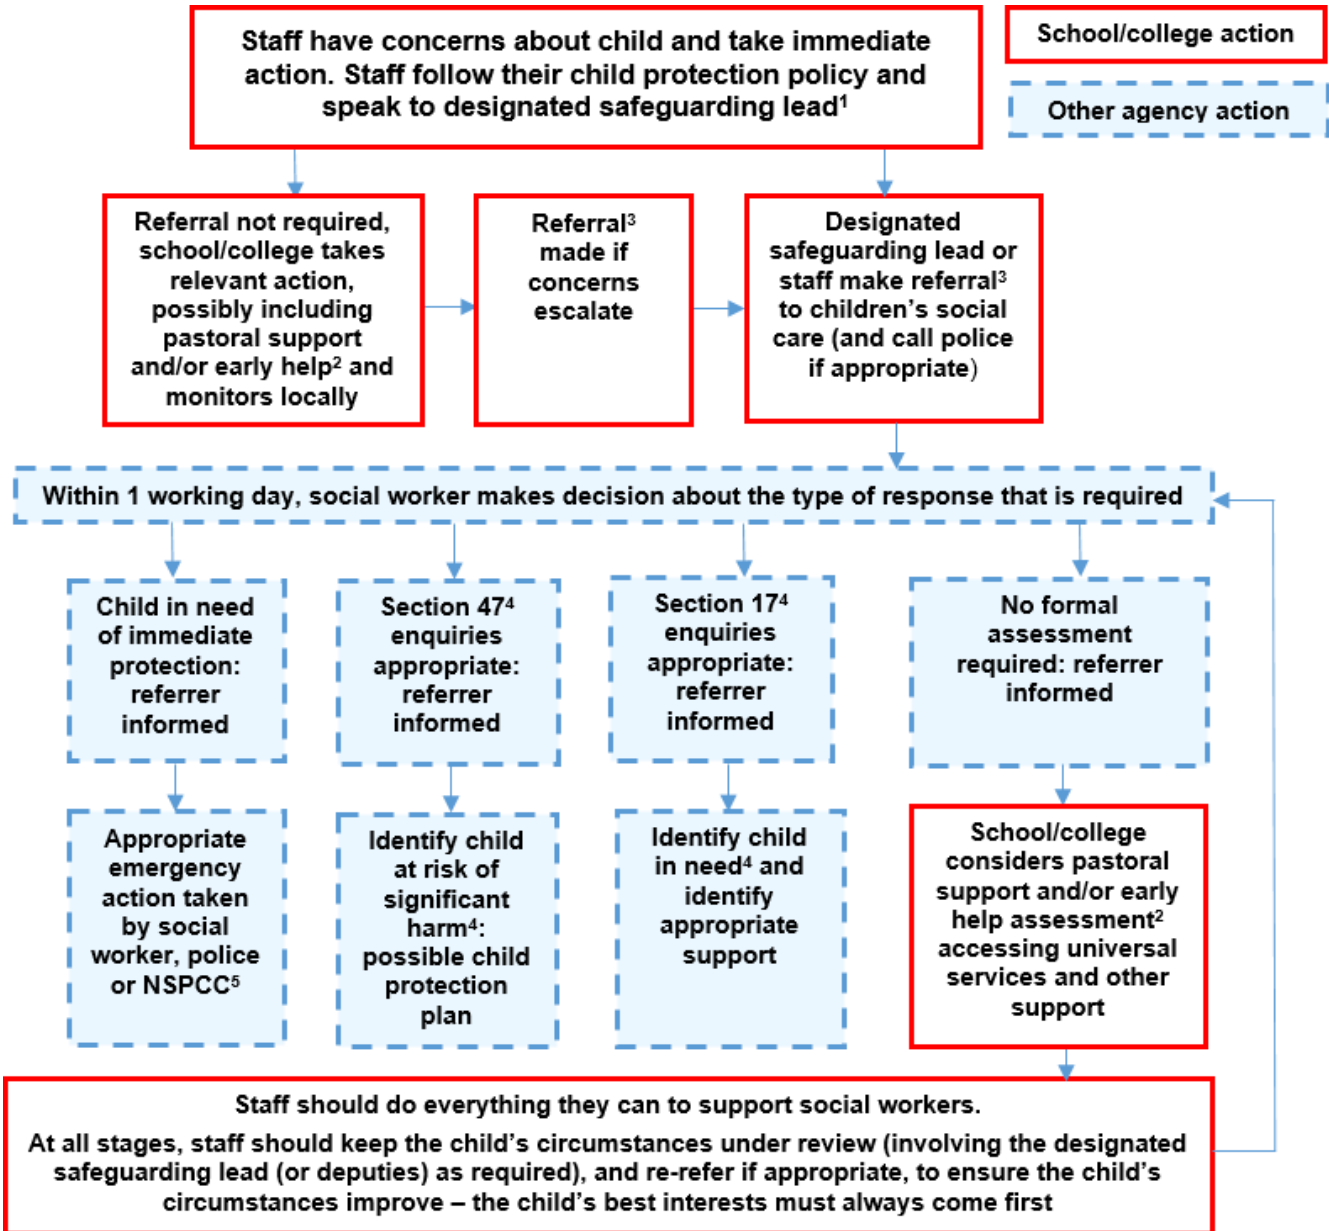 Staff have concerns about child and take immediate
action. Staff follow their child protection policy and
speak to designated safeguarding lead¹
School/college action
Other agency action
Referral not required,
school/college takes
relevant action,
possibly including
pastoral support
and/or early help² and
monitors locally
Referral³
made if
concerns
escalate
Designated
safeguarding lead or
staff make referral³
to children’s social
care (and call police
if appropriate)
Within 1 working day, social worker makes decision about the type of response that is required
Child in need
of immediate
protection:
referrer
informed
Section 47⁴
enquiries
appropriate:
referrer
informed
Section 17⁴
enquiries
appropriate:
referrer
informed
No formal
assessment
required: referrer
informed
Appropriate
emergency
action taken
by social
worker, police
or NSPCC⁵
Identify child
at risk of
significant
harm⁴:
possible child
protection
plan
Identify child
in need⁴ and
identify
appropriate
support
School/college
considers pastoral
support and/or early
help assessment²
accessing universal
services and other
support
Staff should do everything they can to support social workers.
At all stages, staff should keep the child’s circumstances under review (involving the designated
safeguarding lead (or deputies) as required), and re-refer if appropriate, to ensure the child’s
circumstances improve – the child’s best interests must always come first